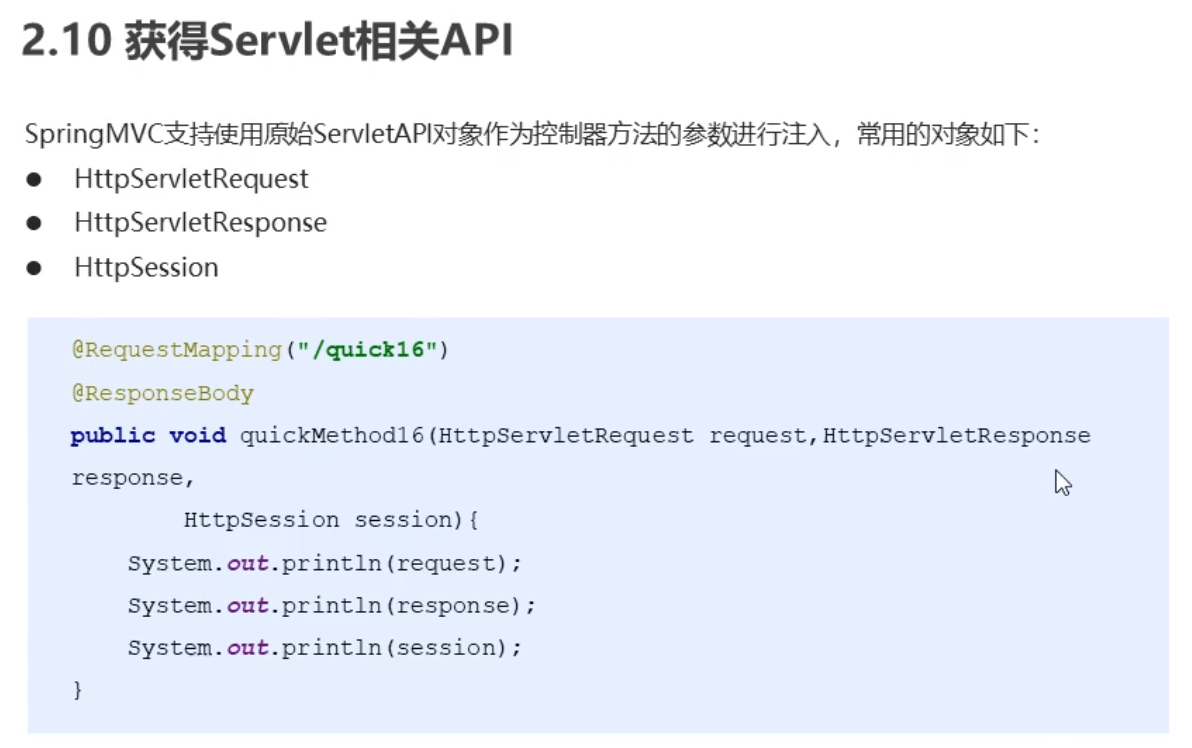 2.10 获得Servlet相关API
SpringMVC支持使用原始ServletAPI对象作为控制器方法的参数进行注入，常用的对象如下：
● HttpServletRequest
● HttpServletResponse
● HttpSession
@RequestMapping("/quick16")
@ResponseBody
public void quickMethod16(HttpServletRequest request,HttpServletResponse
response,
HttpSession session){
System.out.println(request);
System.out.println(response);
System.out.println(session);
}